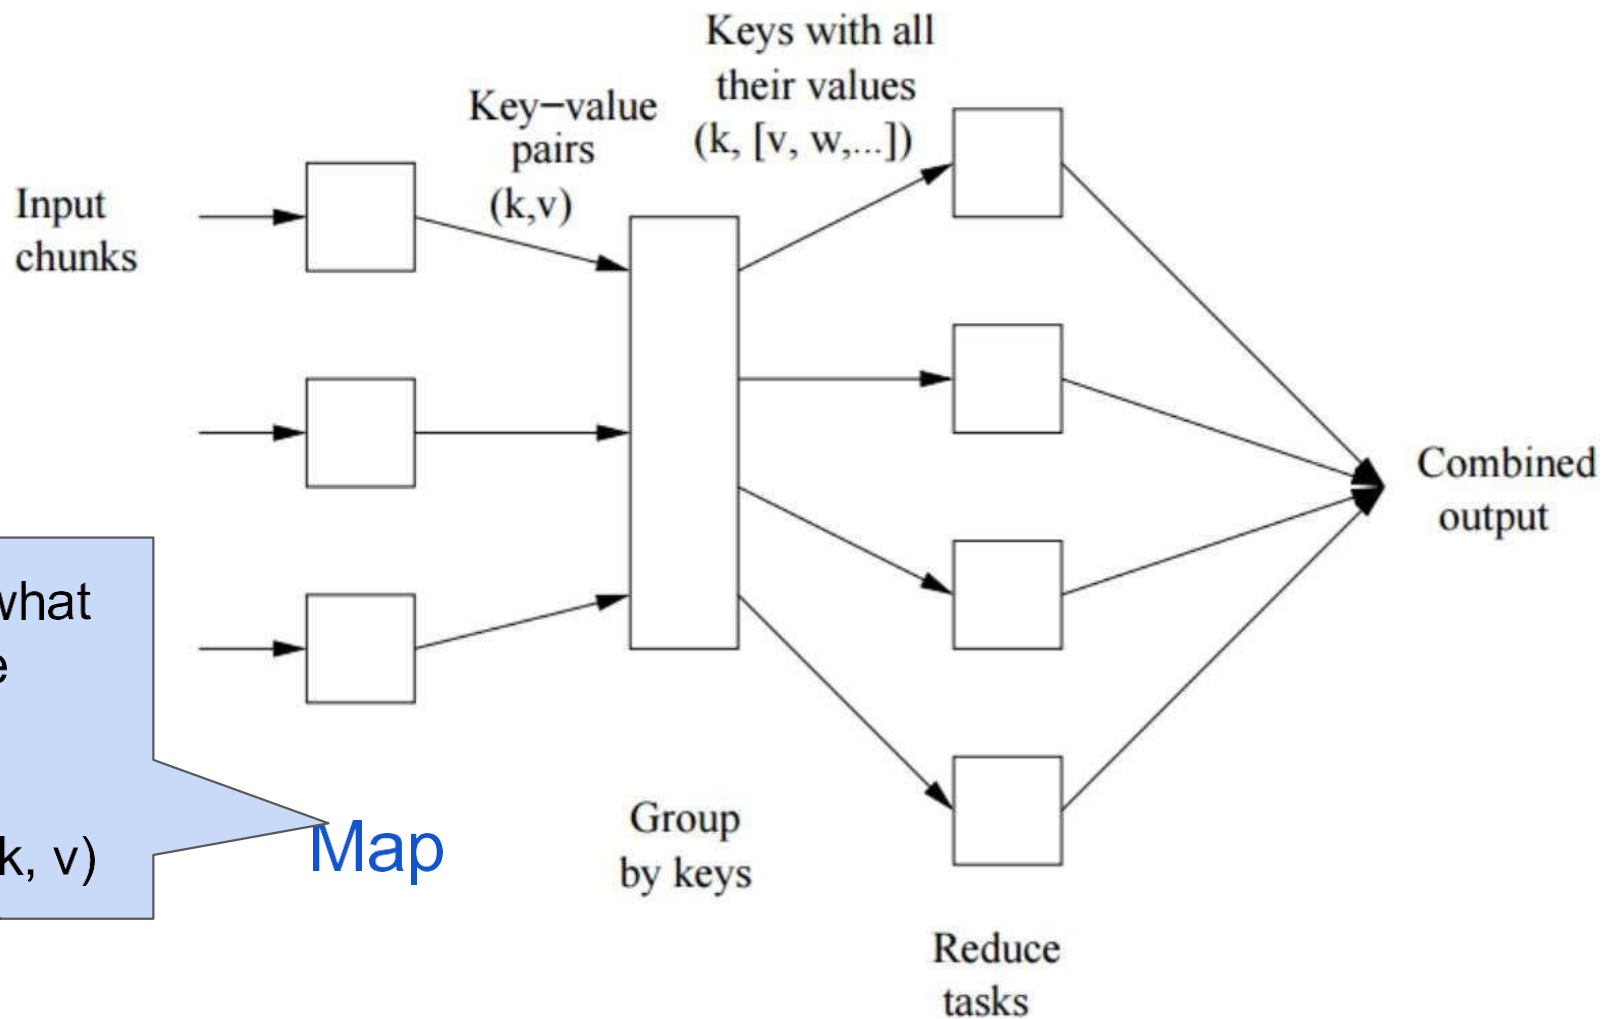 Keys with all
their values
(k, [v, w,...])
Key−value
pairs
(k,v)
Input
chunks
Combined
output
what
k, v)
Map
Group
by keys
Reduce
tasks